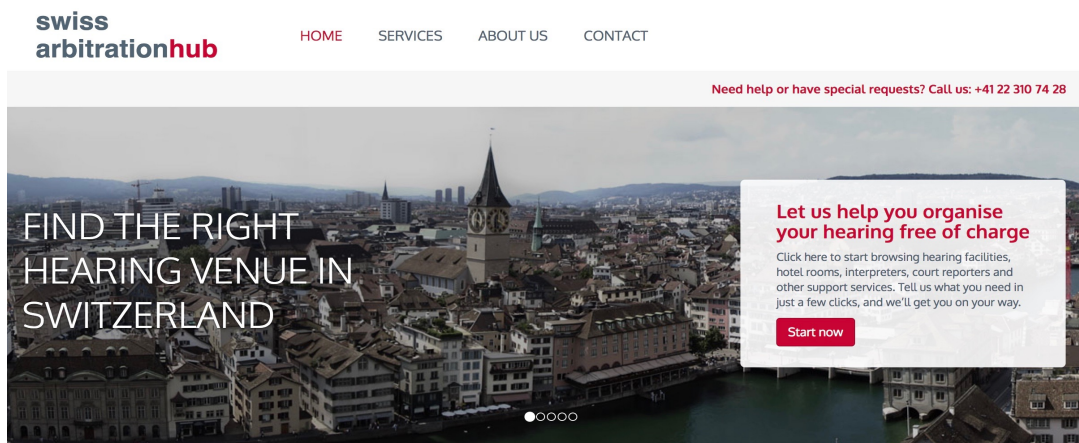 swiss
arbitrationhub
HOME SERVICES ABOUT US CONTACT
Need help or have special requests? Call us: +41 22 310 74 28
FIND THE RIGHT
HEARING VENUE IN
SWITZERLAND
Let us help you organise
your hearing free of charge
Click here to start browsing hearing facilities,
hotel rooms, interpreters, court reporters and
other support services. Tell us what you need in
just a few clicks, and we'll get you on your way.
Start now